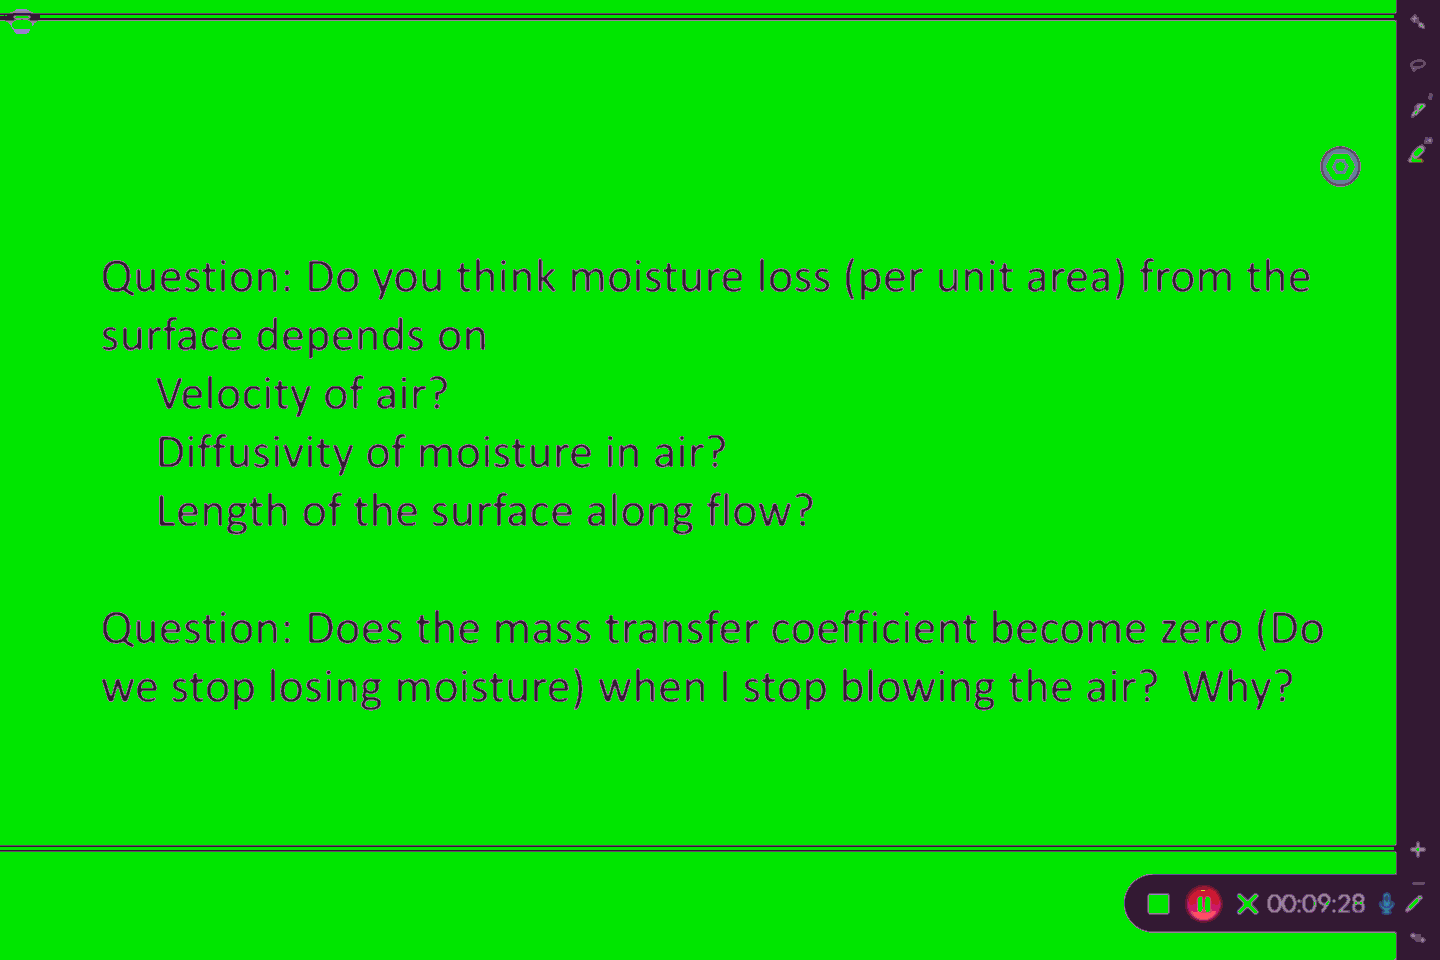 Question: Do you think moisture loss (per unit area) from the
surface depends on
Velocity of air?
Diffusivity of moisture in air?
Length of the surface along flow?
Question: Does the mass transfer coefficient become zero (Do
we stop losing moisture) when I stop blowing the air? Why?
00:09:28